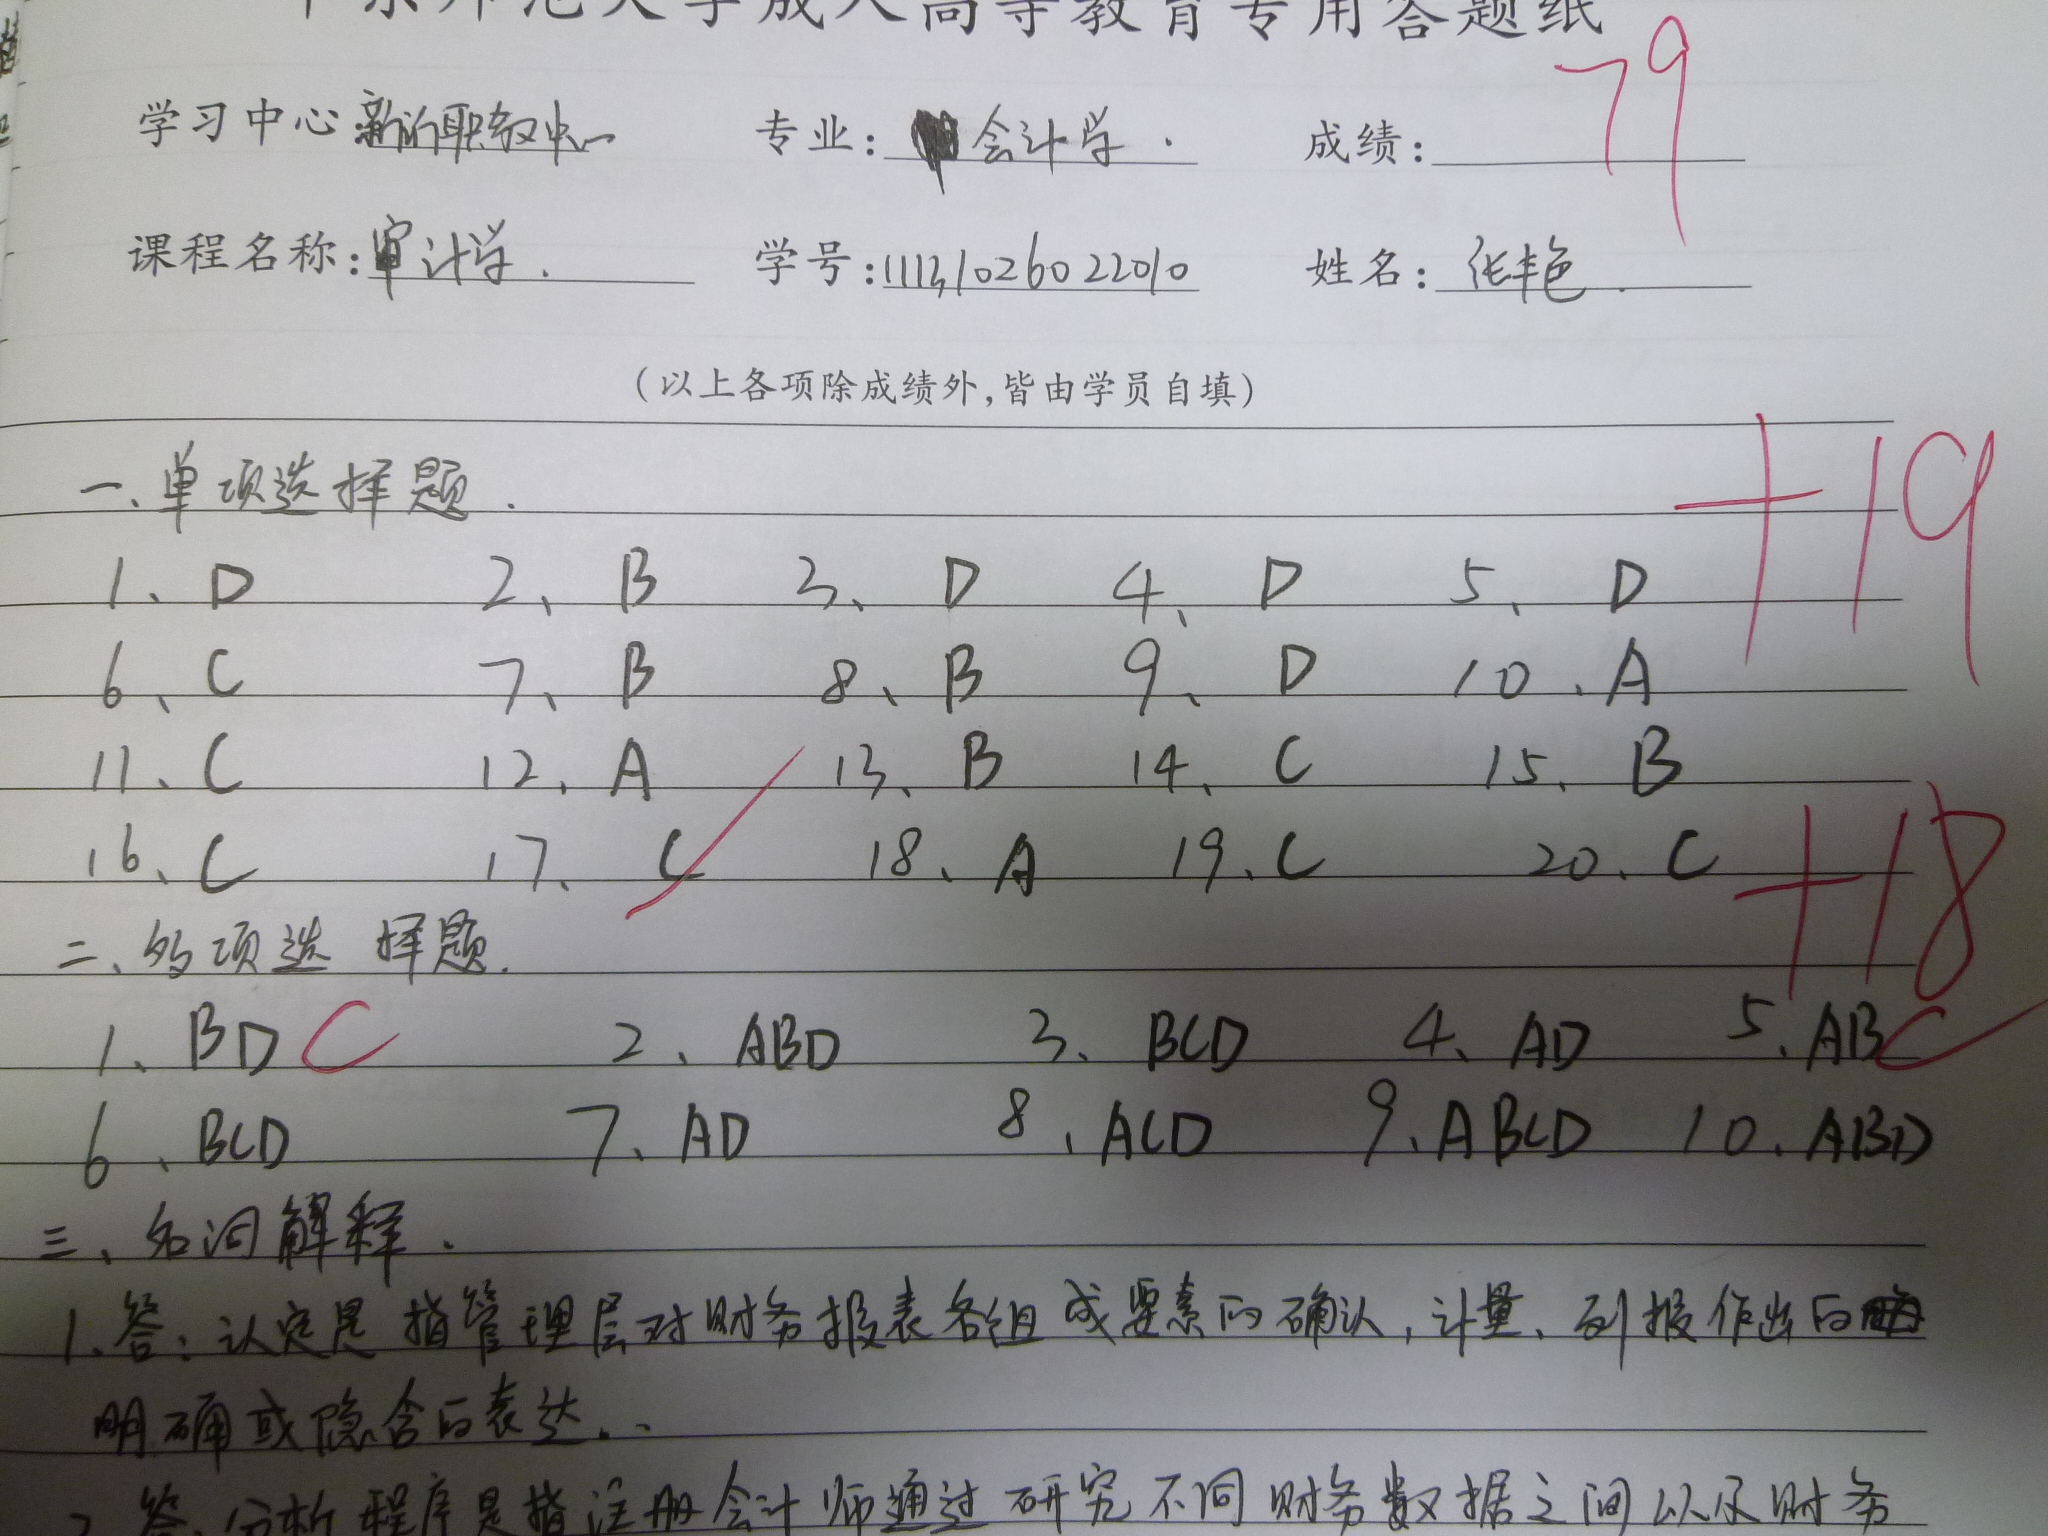 师范大学成人高等教育专用答题纸
学习中心 新沂职教中心 专业: 会计学. 成绩: 79
课程名称: 审计学. 学号: 11131026022010 姓名: 张丰艳.
(以上各项除成绩外,皆由学员自填)
一、单项选择题. +19
1、D 2、B 3、D 4、D 5、D
6、C 7、B 8、B 9、D 10、A
11、C 12、A 13、B 14、C 15、B
16、C 17、C 18、A 19、C 20、C
二、多项选择题. +18
1、BD C 2、ABD 3、BCD 4、AD 5、AB C
6、BCD 7、AD 8、ACD 9、ABCD 10、ABD
三、名词解释.
1、答:认定是指管理层对财务报表各组成要素的确认,计量、列报作出的
明确或隐含的表达。
2、答:分析程序是指注册会计师通过研究不同财务数据之间以及财务